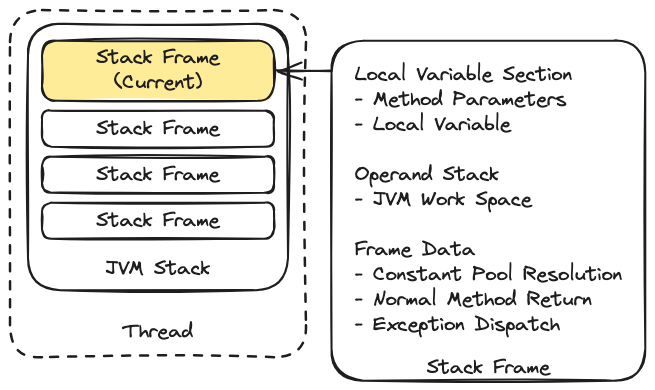 Stack Frame
(Current)
Stack Frame
Stack Frame
Stack Frame
JVM Stack
Thread
Local Variable Section
- Method Parameters
- Local Variable
Operand Stack
- JVM Work Space
Frame Data
- Constant Pool Resolution
- Normal Method Return
- Exception Dispatch
Stack Frame